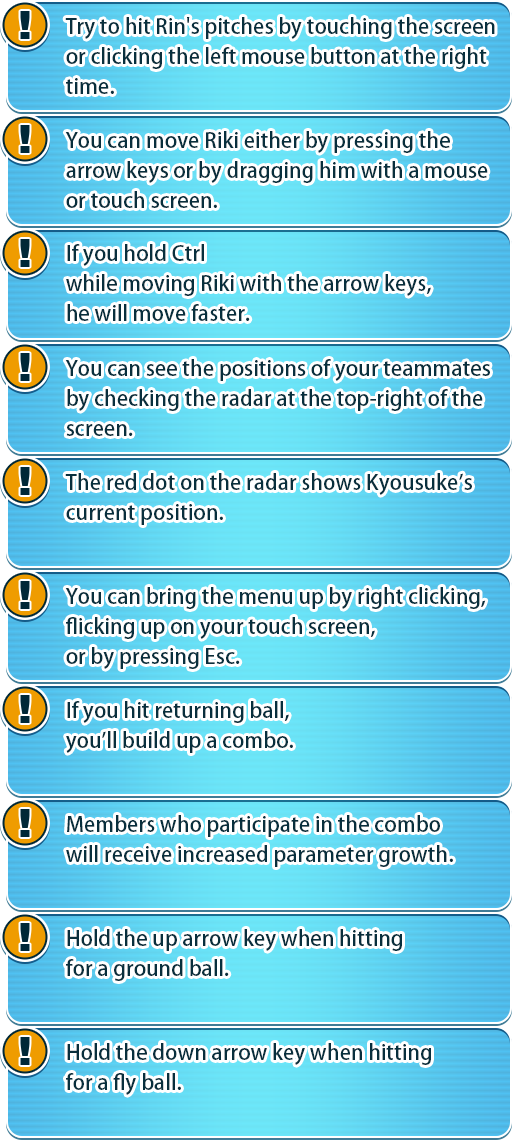 Try to hit Rin's pitches by touching the screen
or clicking the left mouse button at the right
time.
You can move Riki either by pressing the
arrow keys or by dragging him with a mouse
or touch screen.
If you hold Ctrl
while moving Riki with the arrow keys,
he will move faster.
You can see the positions of your teammates
by checking the radar at the top-right of the
screen.
The red dot on the radar shows Kyousuke’s
current position.
You can bring the menu up by right clicking,
flicking up on your touch screen,
or by pressing Esc.
If you hit returning ball,
you’ll build up a combo.
Members who participate in the combo
will receive increased parameter growth.
Hold the up arrow key when hitting
for a ground ball.
Hold the down arrow key when hitting
for a fly ball.